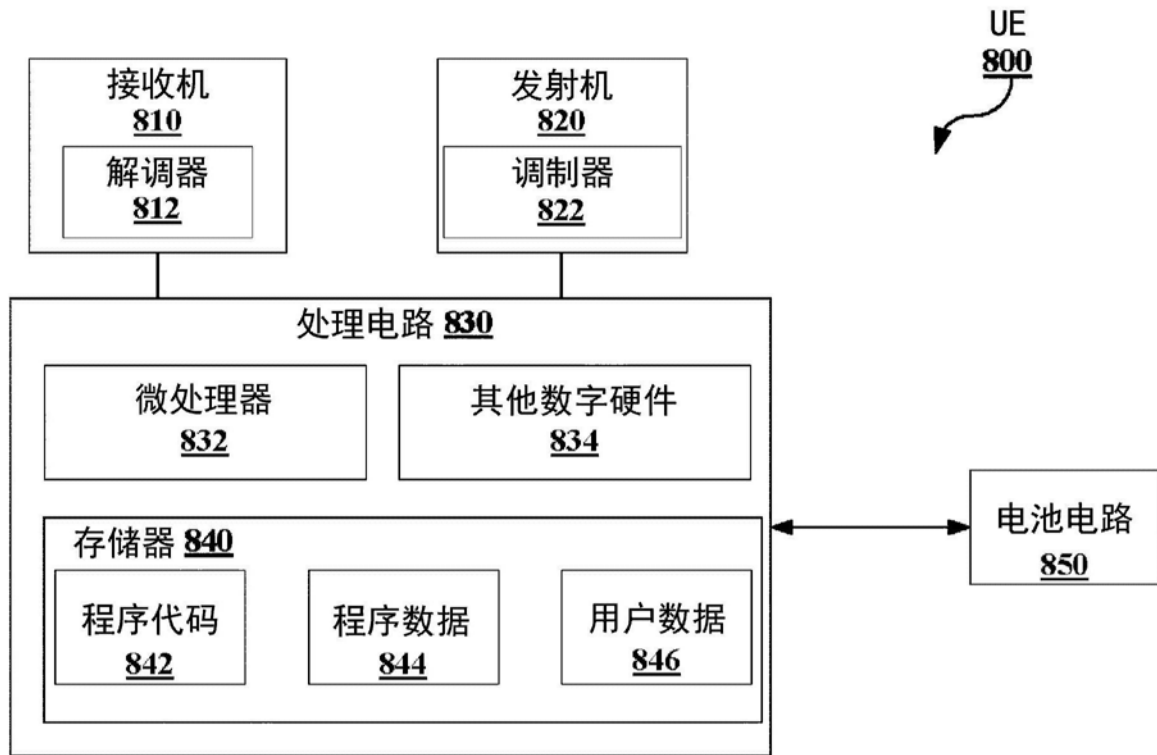 UE
800
接收机
810
解调器
812
发射机
820
调制器
822
处理电路 830
微处理器
832
其他数字硬件
834
存储器 840
程序代码
842
程序数据
844
用户数据
846
电池电路
850